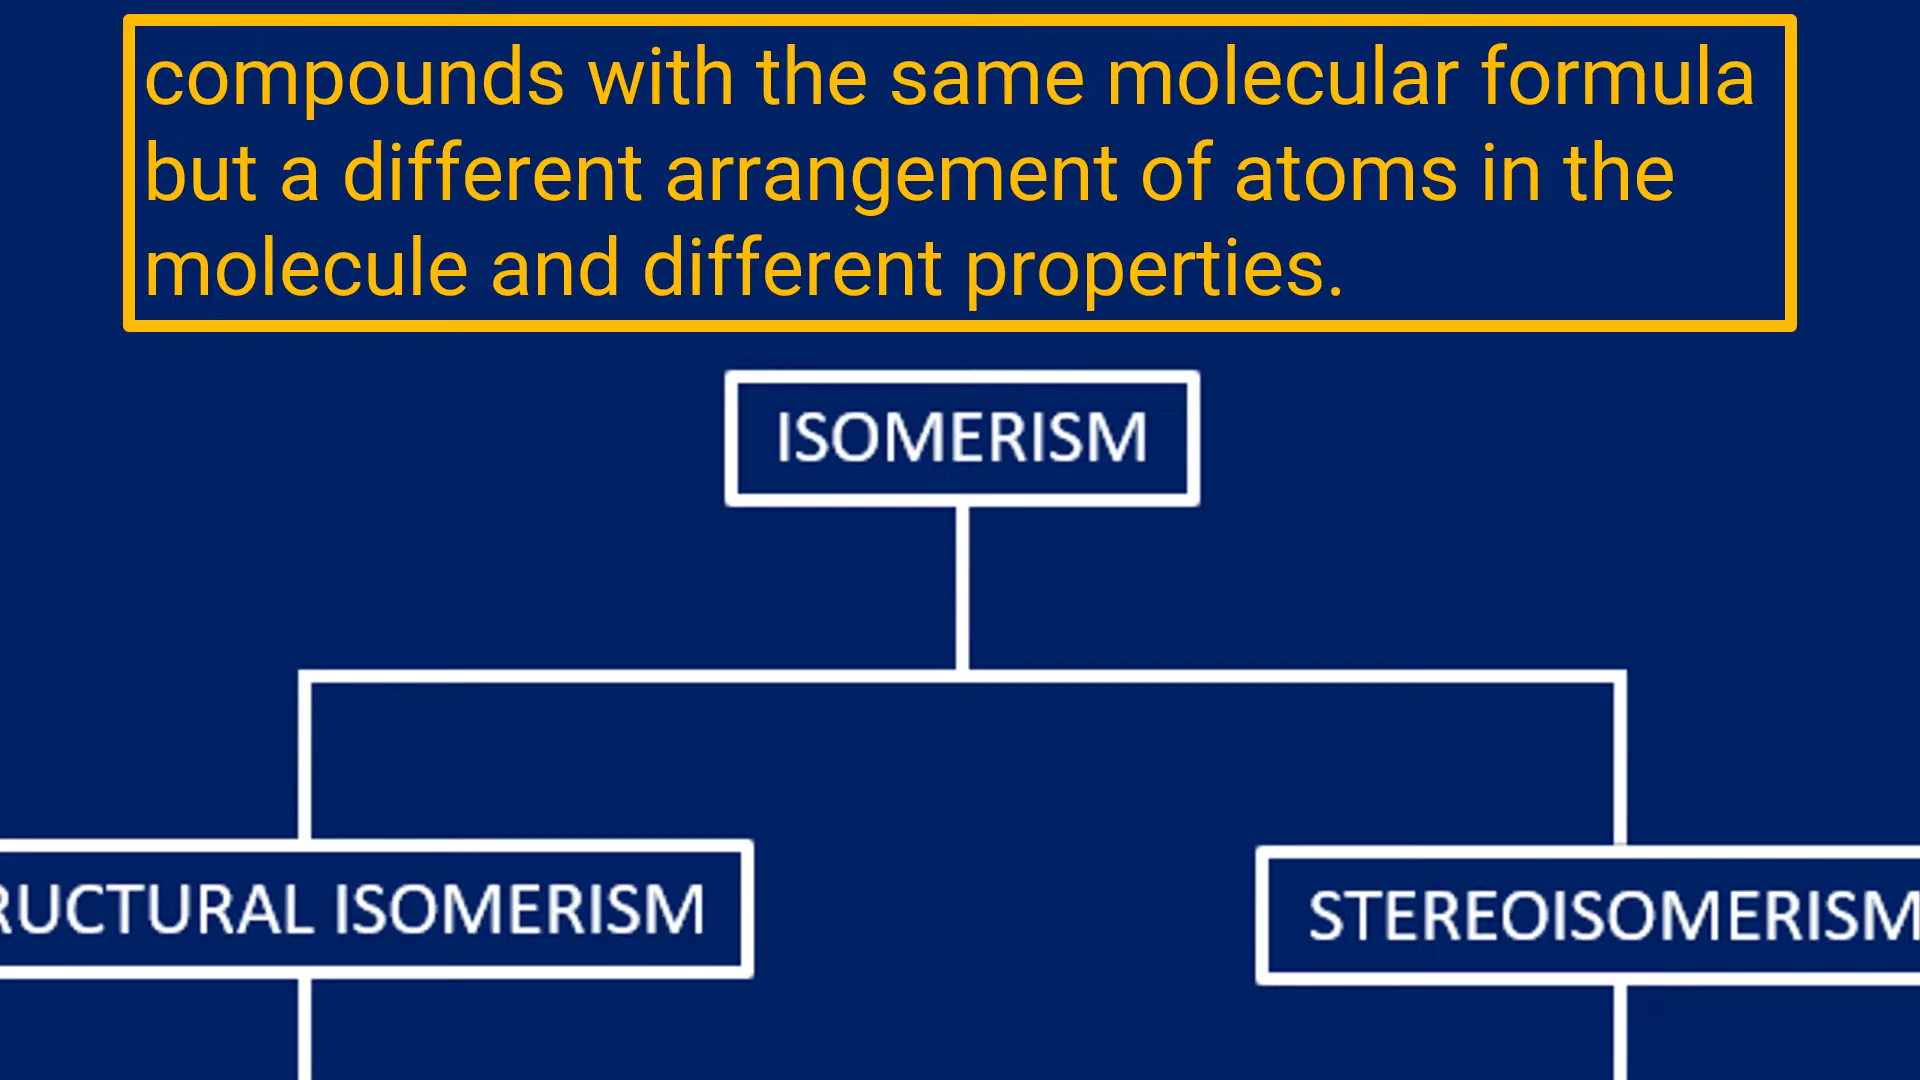 compounds with the same molecular formula
but a different arrangement of atoms in the
molecule and different properties.
ISOMERISM
RUCTURAL ISOMERISM
STEREOISOMERISM